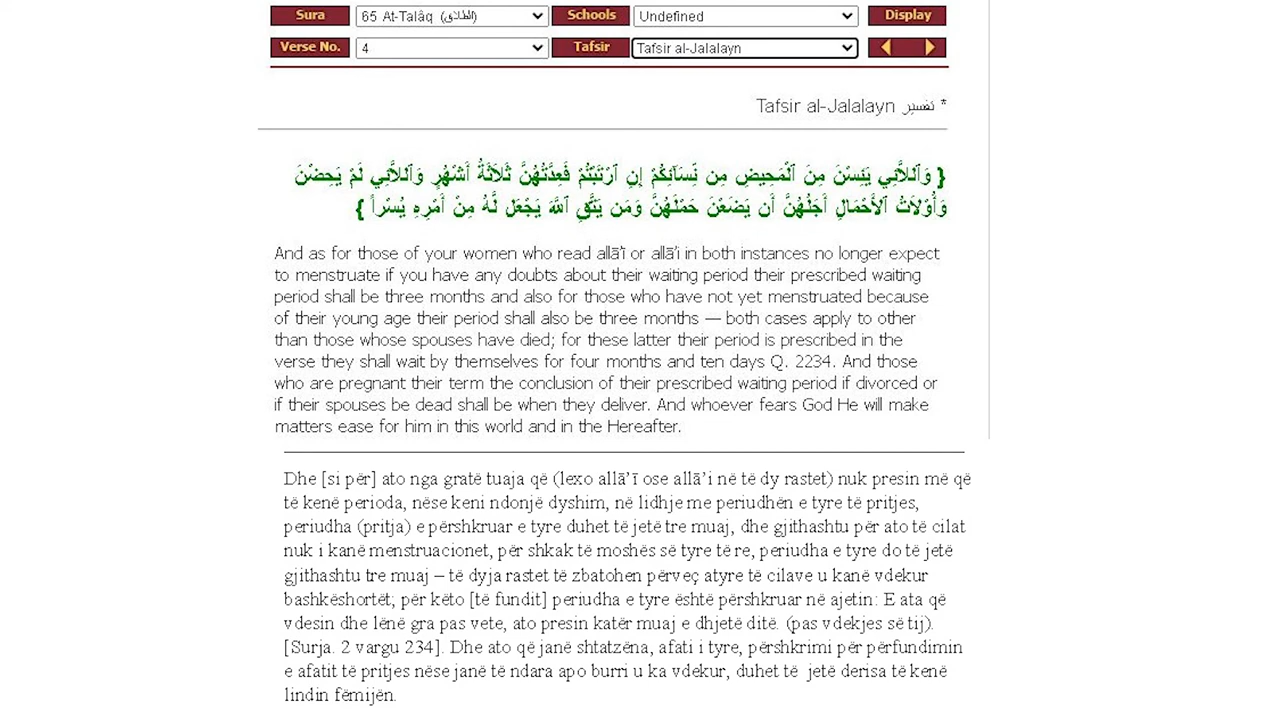 Sura 65 At-Talâq (الطلاق) Schools Undefined Display
Verse No. 4 Tafsir Tafsir al-Jalalayn
* تفسير Tafsir al-Jalalayn
{ وَٱللاَّئِي يَئِسْنَ مِنَ ٱلْمَحِيضِ مِن نِّسَآئِكُمْ إِنِ ٱرْتَبْتُمْ فَعِدَّتُهُنَّ ثَلاَثَةُ أَشْهُرٍ وَٱللاَّئِي لَمْ يَحِضْنَ
وَأُوْلاَتُ ٱلأَحْمَالِ أَجَلُهُنَّ أَن يَضَعْنَ حَمْلَهُنَّ وَمَن يَتَّقِ ٱللَّهَ يَجْعَل لَّهُ مِنْ أَمْرِهِ يُسْراً }
And as for those of your women who read allā’ī or allā’i in both instances no longer expect
to menstruate if you have any doubts about their waiting period their prescribed waiting
period shall be three months and also for those who have not yet menstruated because
of their young age their period shall also be three months — both cases apply to other
than those whose spouses have died; for these latter their period is prescribed in the
verse they shall wait by themselves for four months and ten days Q. 2234. And those
who are pregnant their term the conclusion of their prescribed waiting period if divorced or
if their spouses be dead shall be when they deliver. And whoever fears God He will make
matters ease for him in this world and in the Hereafter.
Dhe [si për] ato nga gratë tuaja që (lexo allā’ī ose allā’i në të dy rastet) nuk presin më që
të kenë perioda, nëse keni ndonjë dyshim, në lidhje me periudhën e tyre të pritjes,
periudha (pritja) e përshkruar e tyre duhet të jetë tre muaj, dhe gjithashtu për ato të cilat
nuk i kanë menstruacionet, për shkak të moshës së tyre të re, periudha e tyre do të jetë
gjithashtu tre muaj – të dyja rastet të zbatohen përveç atyre të cilave u kanë vdekur
bashkëshortët; për këto [të fundit] periudha e tyre është përshkruar në ajetin: E ata që
vdesin dhe lënë gra pas vete, ato presin katër muaj e dhjetë ditë. (pas vdekjes së tij).
[Surja. 2 vargu 234]. Dhe ato që janë shtatzëna, afati i tyre, përshkrimi për përfundimin
e afatit të pritjes nëse janë të ndara apo burri u ka vdekur, duhet të jetë derisa të kenë
lindin fëmijën.